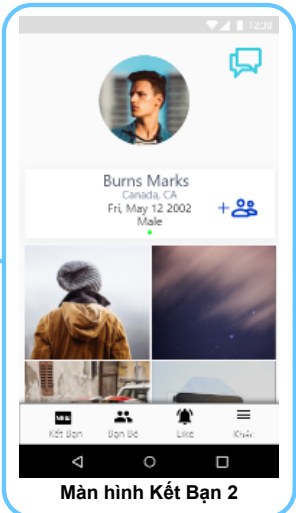 12:30
Burns Marks
Canada, CA
Fri, May 12 2002
Male
Kết Bạn
Bạn Bè
Like
Khác
Màn hình Kết Bạn 2